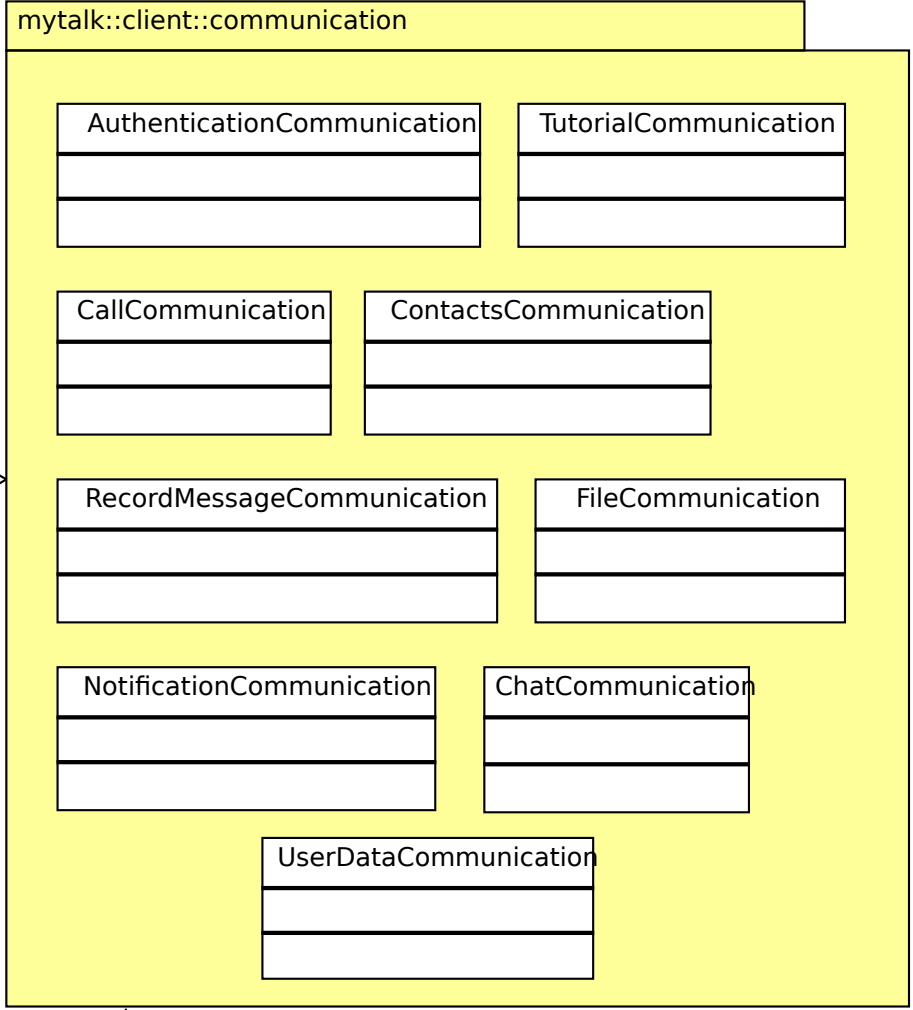 mytalk::client::communication
AuthenticationCommunication
TutorialCommunication
CallCommunication
ContactsCommunication
RecordMessageCommunication
FileCommunication
NotificationCommunication
ChatCommunication
UserDataCommunication